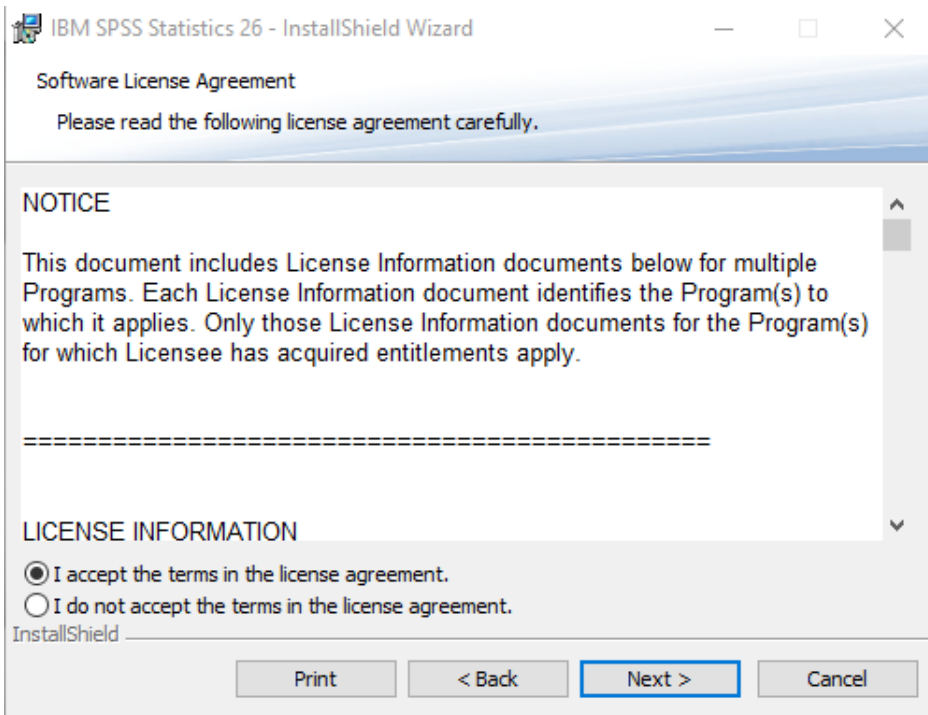 IBM SPSS Statistics 26 - InstallShield Wizard
Software License Agreement
Please read the following license agreement carefully.
NOTICE
This document includes License Information documents below for multiple
Programs. Each License Information document identifies the Program(s) to
which it applies. Only those License Information documents for the Program(s)
for which Licensee has acquired entitlements apply.
==============================================
LICENSE INFORMATION
I accept the terms in the license agreement.
I do not accept the terms in the license agreement.
InstallShield
Print < Back Next > Cancel